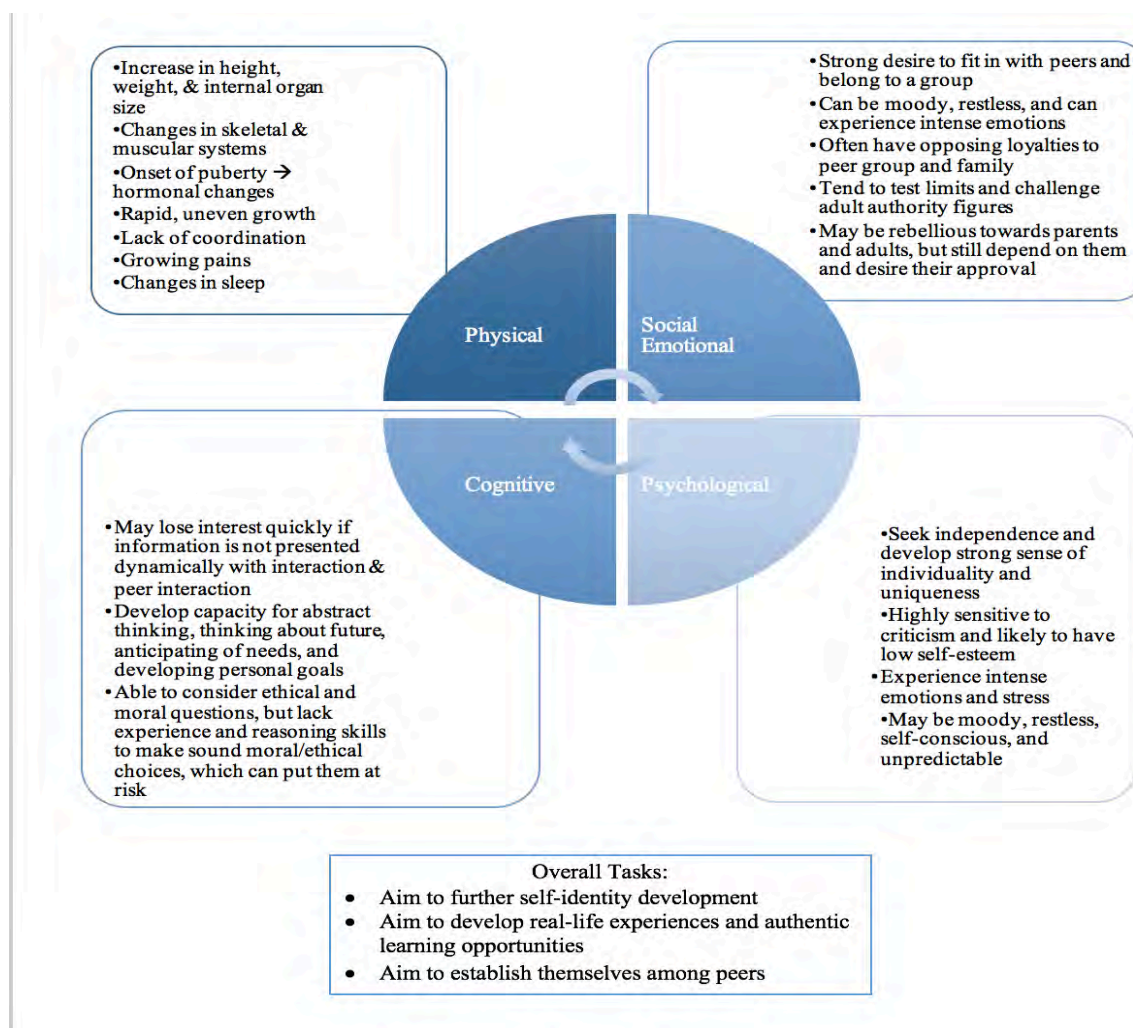 •Increase in height,
weight, & internal organ
size
•Changes in skeletal &
muscular systems
•Onset of puberty →
hormonal changes
•Rapid, uneven growth
•Lack of coordination
•Growing pains
•Changes in sleep
•Strong desire to fit in with peers and
belong to a group
•Can be moody, restless, and can
experience intense emotions
•Often have opposing loyalties to
peer group and family
•Tend to test limits and challenge
adult authority figures
•May be rebellious towards parents
and adults, but still depend on them
and desire their approval
Physical
Social
Emotional
Cognitive
Psychological
•May lose interest quickly if
information is not presented
dynamically with interaction &
peer interaction
•Develop capacity for abstract
thinking, thinking about future,
anticipating of needs, and
developing personal goals
•Able to consider ethical and
moral questions, but lack
experience and reasoning skills
to make sound moral/ethical
choices, which can put them at
risk
•Seek independence and
develop strong sense of
individuality and
uniqueness
•Highly sensitive to
criticism and likely to have
low self-esteem
•Experience intense
emotions and stress
•May be moody, restless,
self-conscious, and
unpredictable
Overall Tasks:
• Aim to further self-identity development
• Aim to develop real-life experiences and authentic
learning opportunities
• Aim to establish themselves among peers